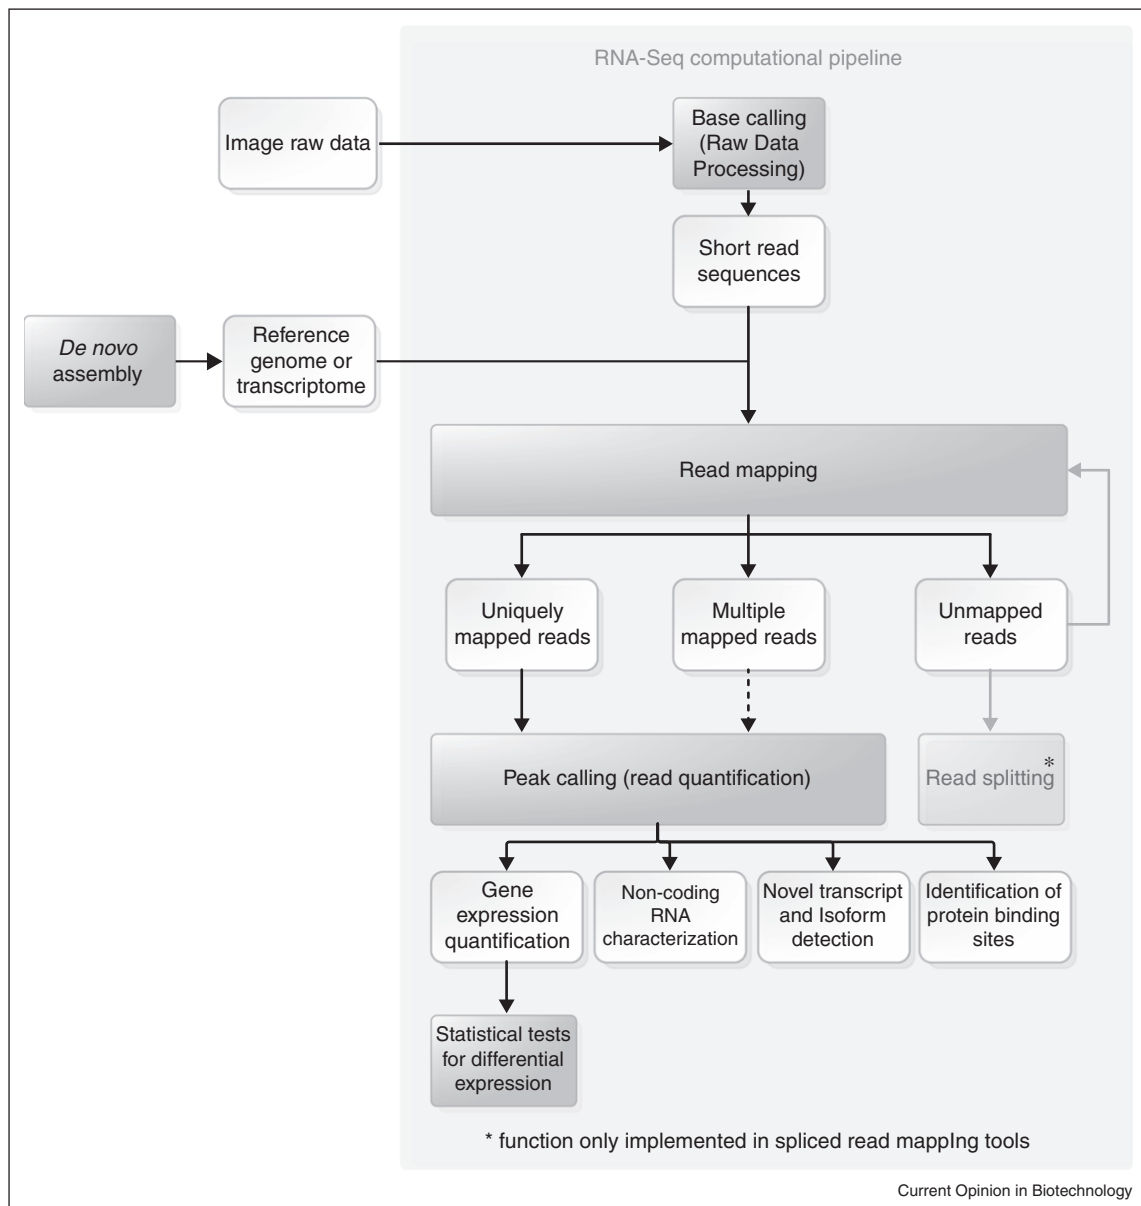 RNA-Seq computational pipeline
Image raw data
Base calling
(Raw Data
Processing)
Short read
sequences
De novo
assembly
Reference
genome or
transcriptome
Read mapping
Uniquely
mapped reads
Multiple
mapped reads
Unmapped
reads
Peak calling (read quantification)
Read splitting*
Gene
expression
quantification
Non-coding
RNA
characterization
Novel transcript
and Isoform
detection
Identification of
protein binding
sites
Statistical tests
for differential
expression
* function only implemented in spliced read mappIng tools
Current Opinion in Biotechnology